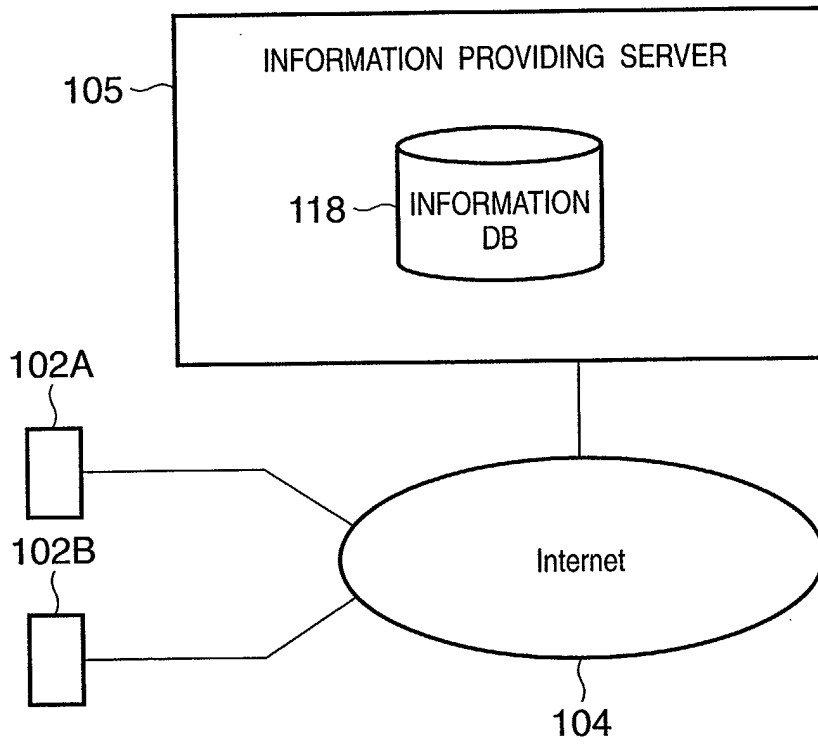 INFORMATION PROVIDING SERVER
105
118
INFORMATION
DB
102A
102B
Internet
104